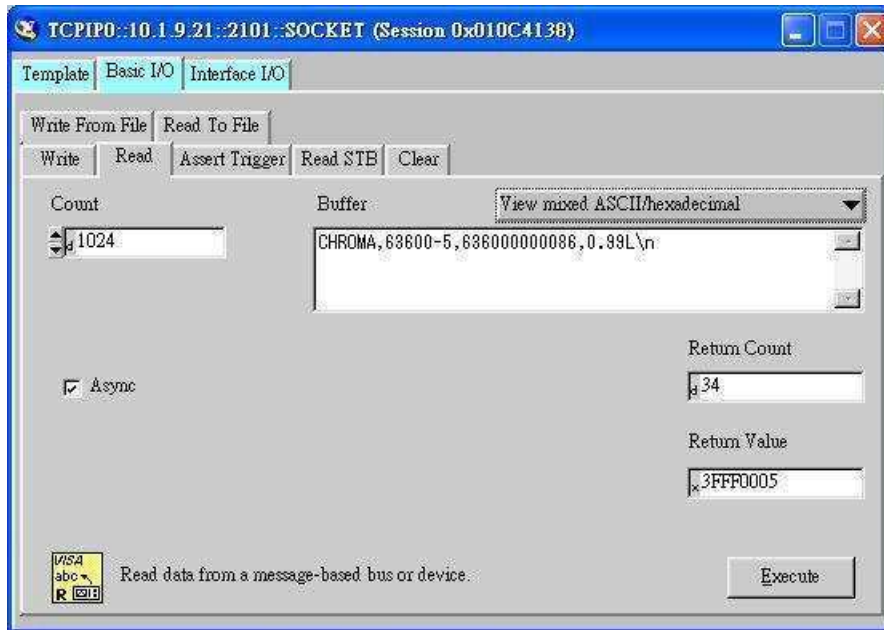 TCPIP0::10.1.9.21::2101::SOCKET (Session 0x010C4138)
Template Basic I/O Interface I/O
Write From File Read To File
Write Read Assert Trigger Read STB Clear
Count Buffer View mixed ASCII/hexadecimal
d 1024 CHROMA,63600-5,636000000086,0.99L\n
Return Count
Async d 34
Return Value
x 3FFF0005
VISA
abc
R
Read data from a message-based bus or device. Execute